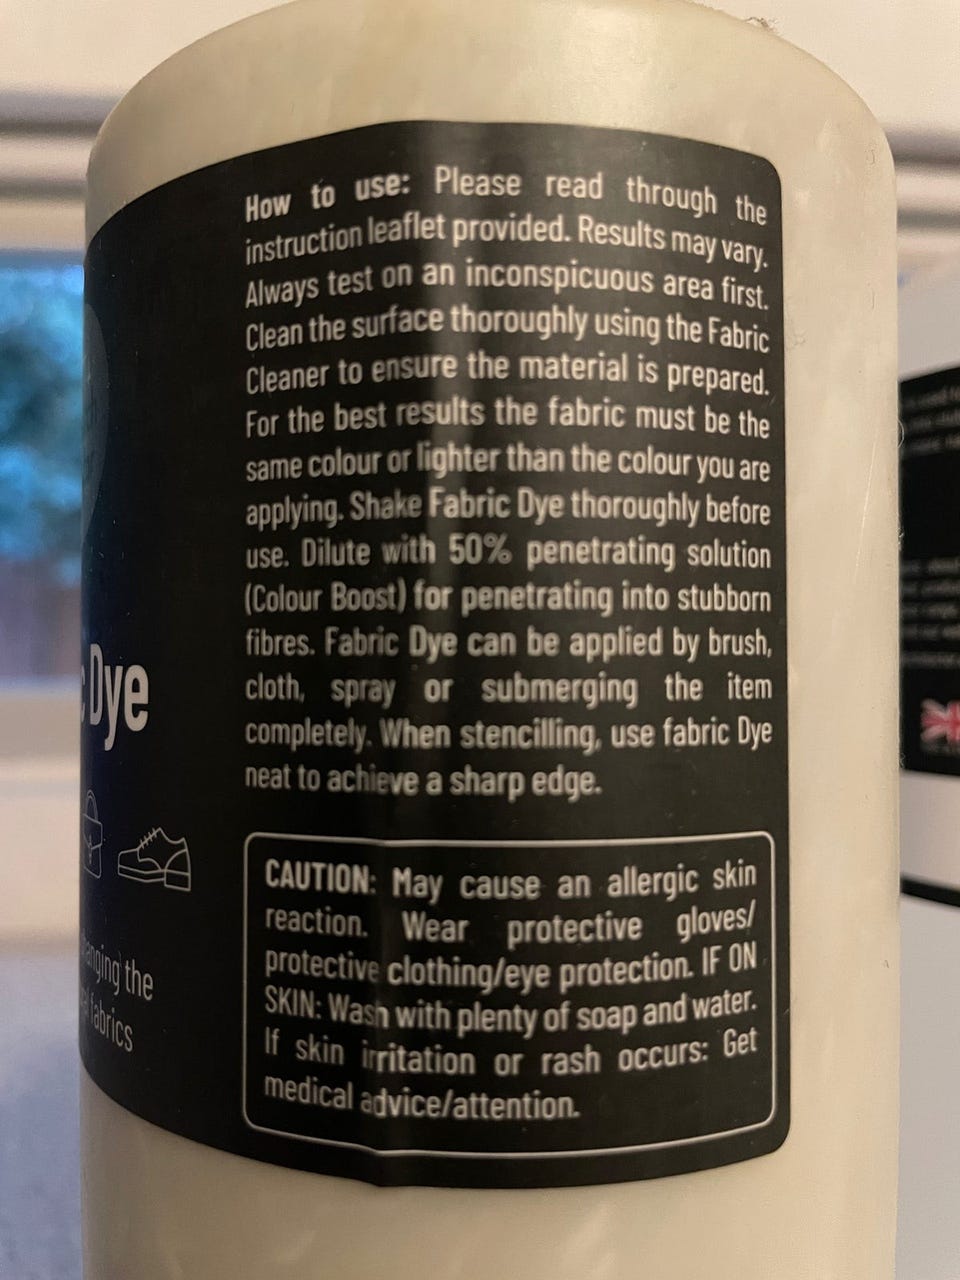 How to use: Please read through the
instruction leaflet provided. Results may vary.
Always test on an inconspicuous area first.
Clean the surface thoroughly using the Fabric
Cleaner to ensure the material is prepared.
For the best results the fabric must be the
same colour or lighter than the colour you are
applying. Shake Fabric Dye thoroughly before
use. Dilute with 50% penetrating solution
(Colour Boost) for penetrating into stubborn
fibres. Fabric Dye can be applied by brush,
cloth, spray or submerging the item
completely. When stencilling, use fabric Dye
neat to achieve a sharp edge.
CAUTION: May cause an allergic skin
reaction. Wear protective gloves/
protective clothing/eye protection. IF ON
SKIN: Wash with plenty of soap and water.
If skin irritation or rash occurs: Get
medical advice/attention.
Dye
the
fabrics